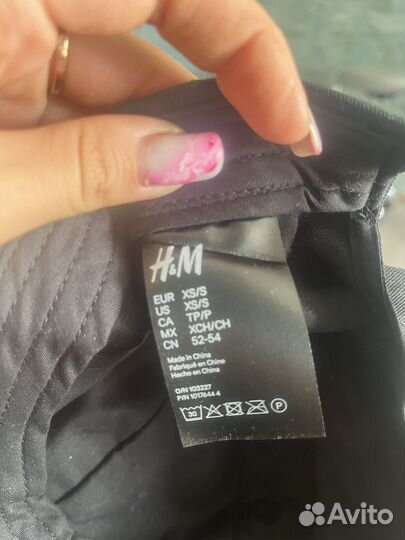 H&M
EUR XS/S
US XS/S
CA TP/P
MX XCH/CH
CN 52-54
Made in China
Fabriqué en Chine
Hecho en China
O/N 103227
P/N 1017644 4
30 P
Avito